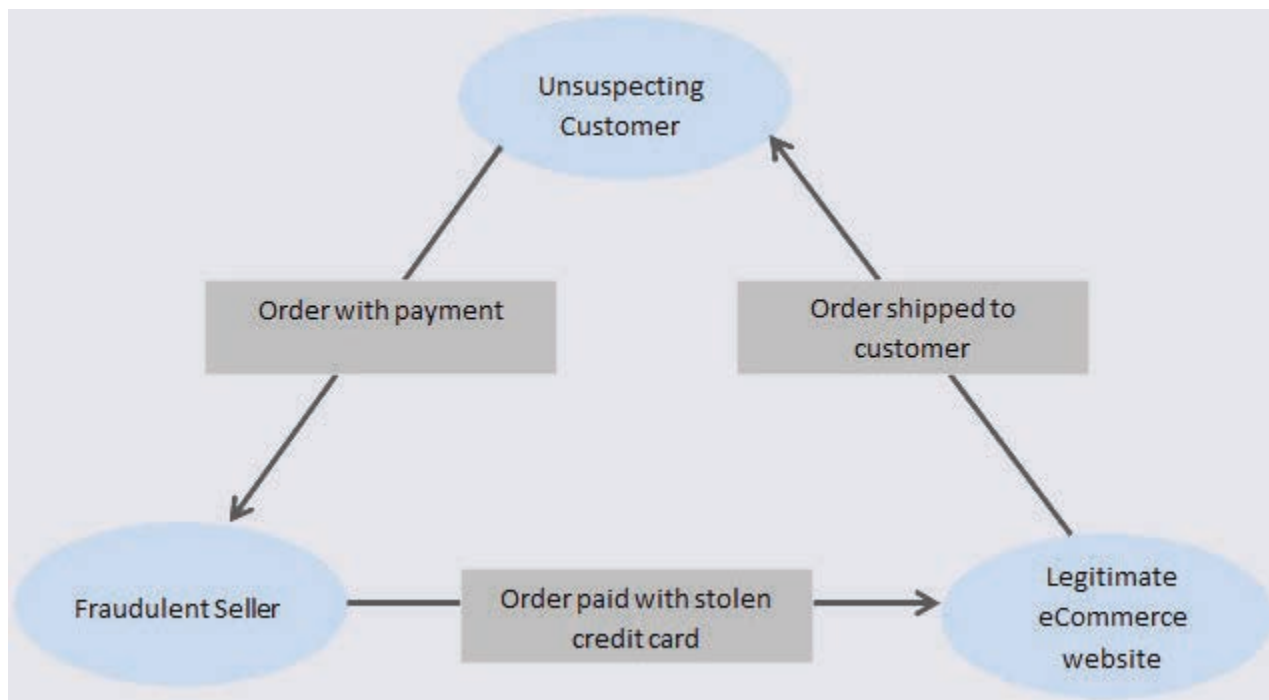 Unsuspecting
Customer
Order with payment
Order shipped to
customer
Fraudulent Seller
Order paid with stolen
credit card
Legitimate
eCommerce
website